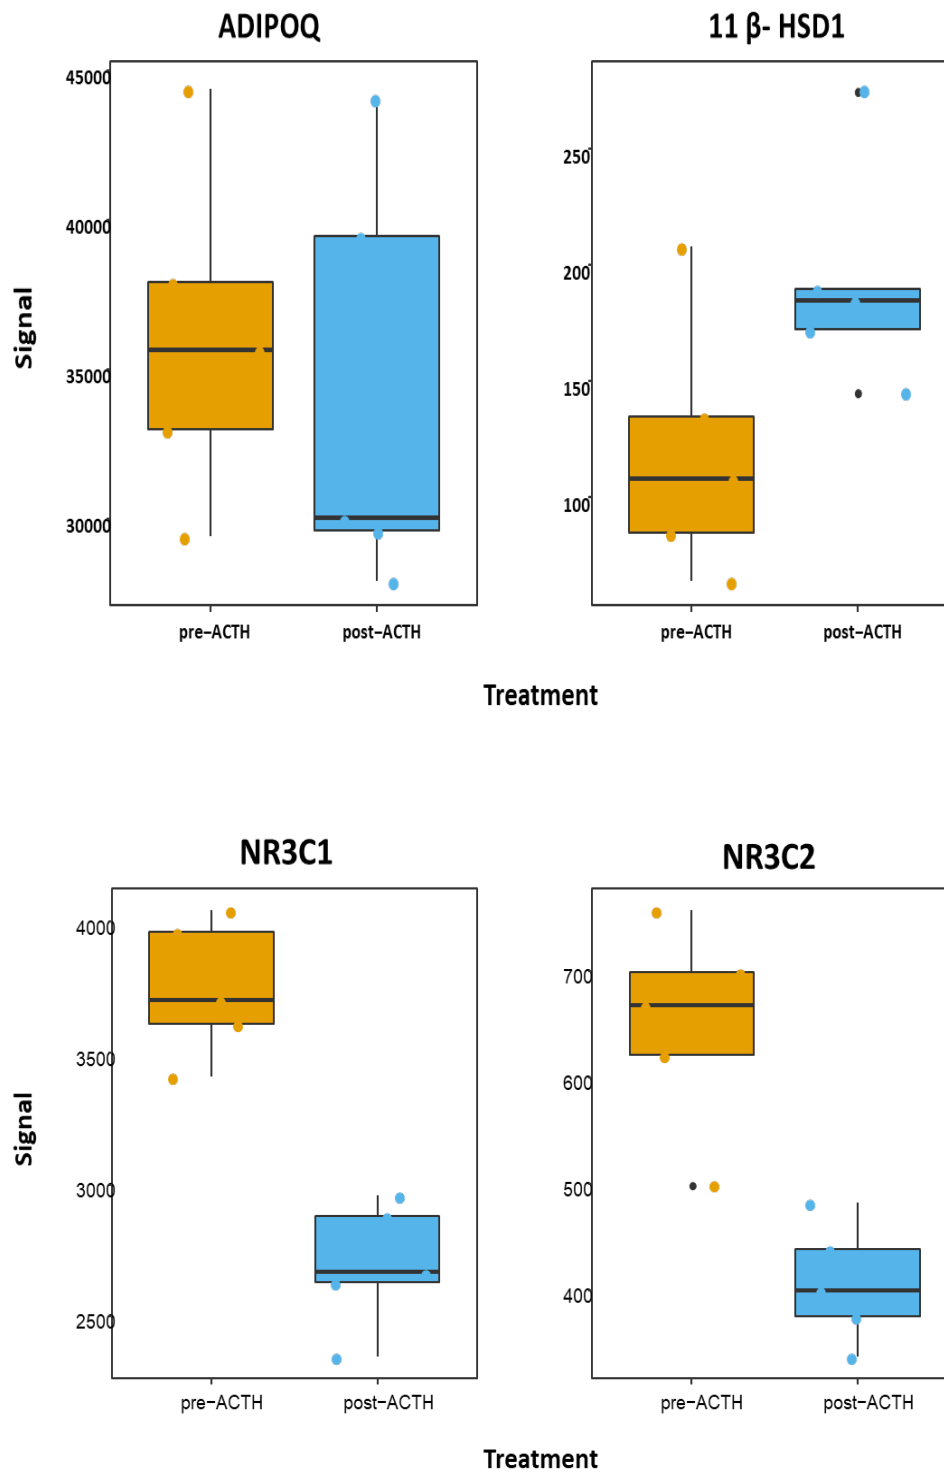 ADIPOQ
11 β- HSD1
45000
40000
35000
30000
Signal
250
200
150
100
pre–ACTH
post–ACTH
pre–ACTH
post–ACTH
Treatment
NR3C1
NR3C2
4000
3500
3000
2500
Signal
700
600
500
400
pre–ACTH
post–ACTH
pre–ACTH
post–ACTH
Treatment